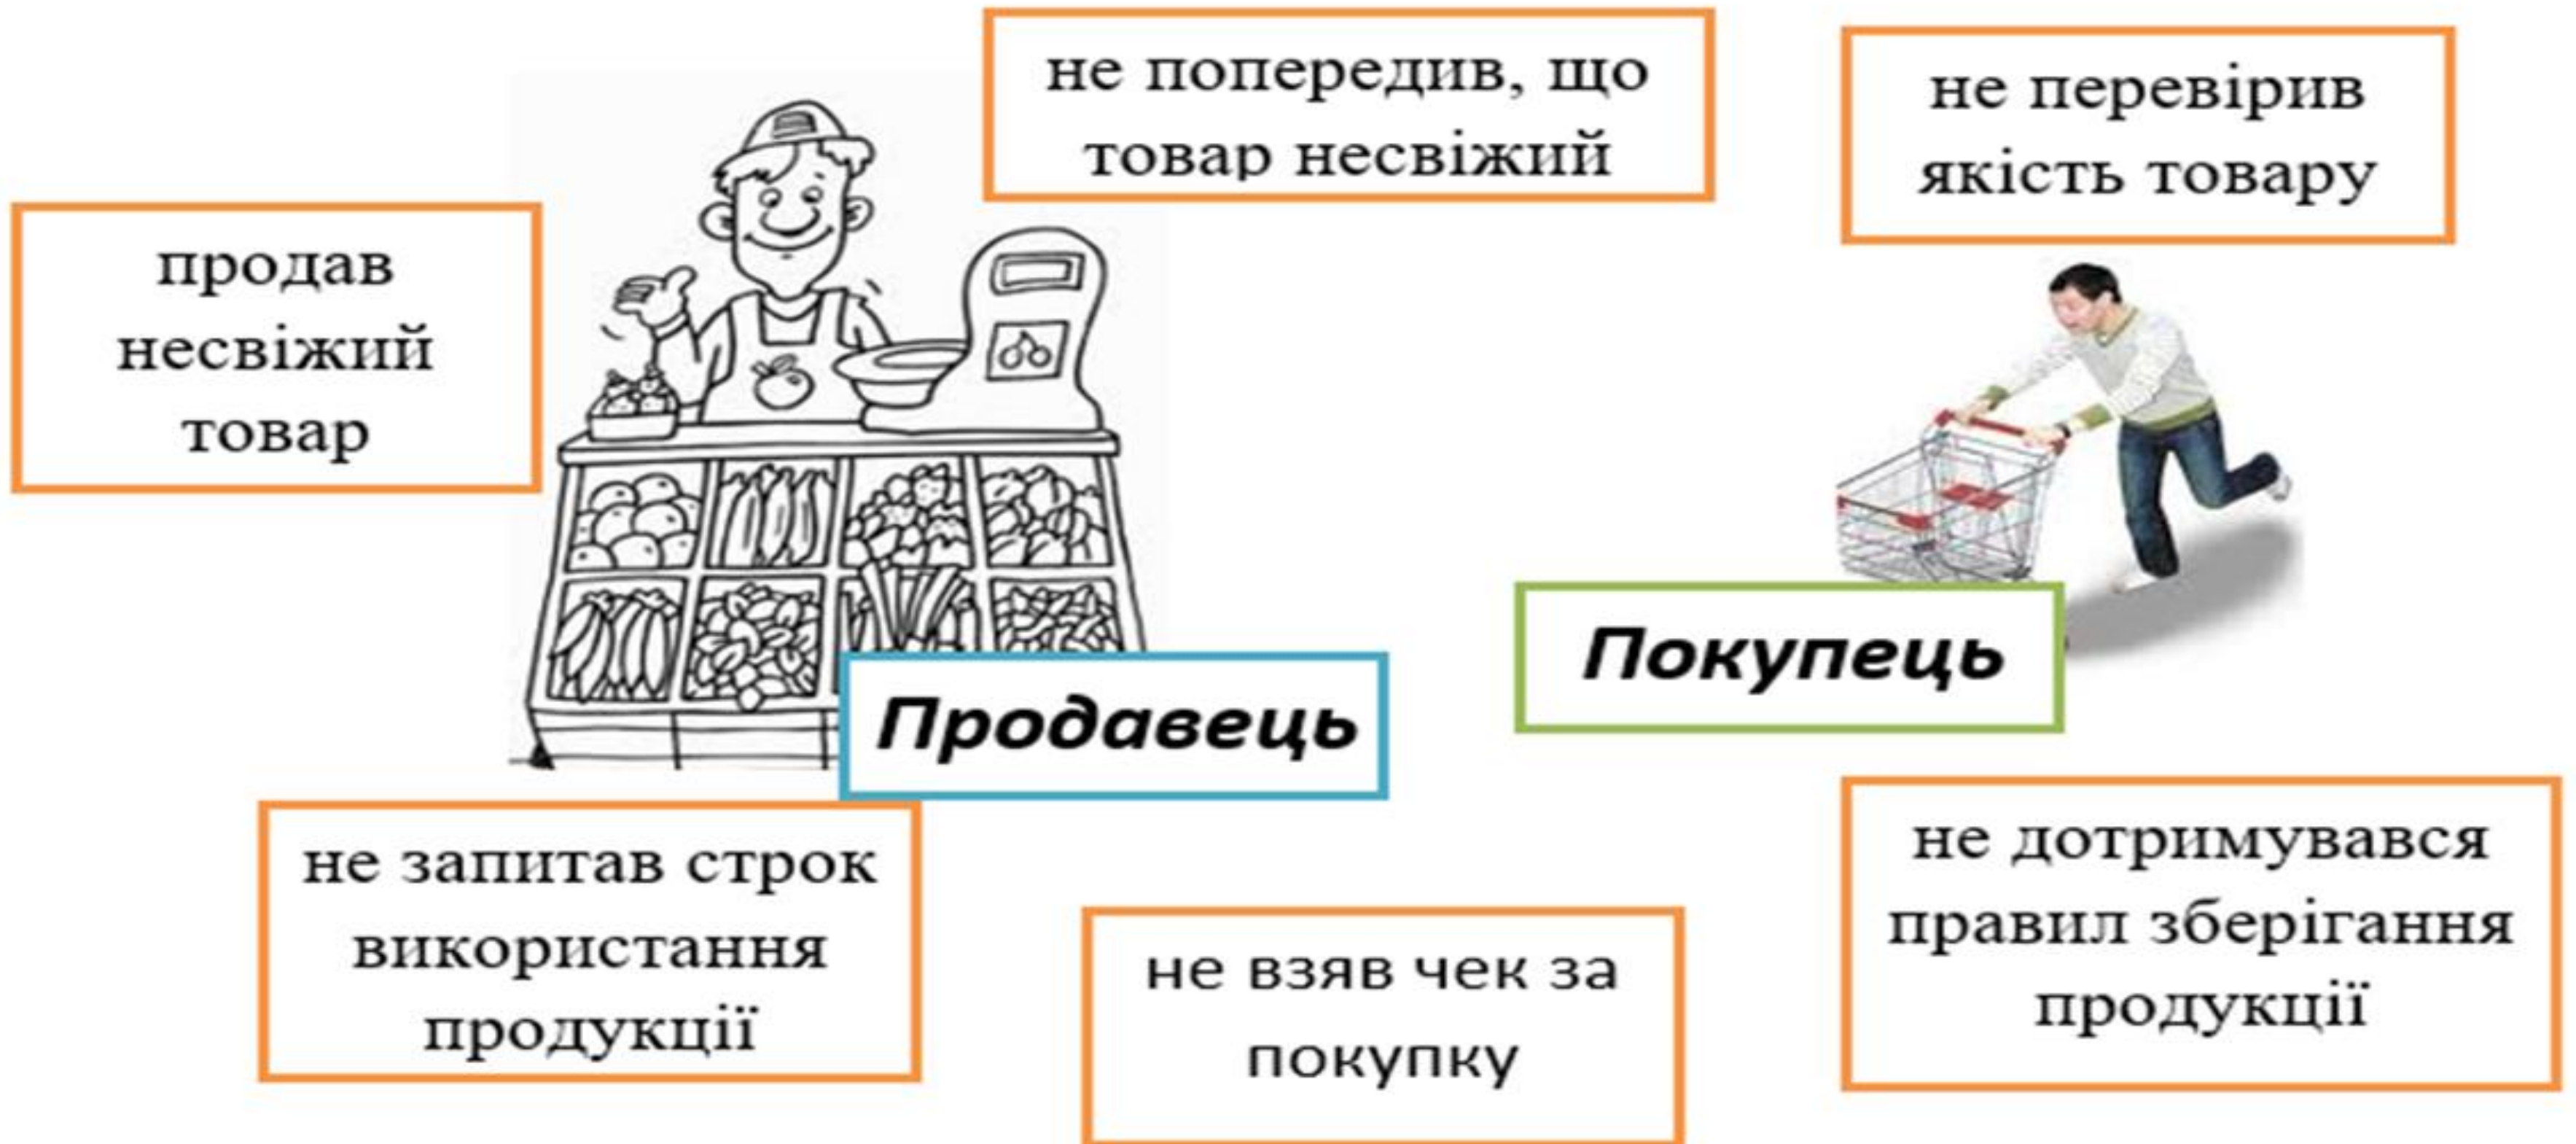 не попередив, що
товар несвіжий
не перевірив
якість товару
продав
несвіжий
товар
Покупець
Продавець
не запитав строк
використання
продукції
не взяв чек за
покупку
не дотримувався
правил зберігання
продукції